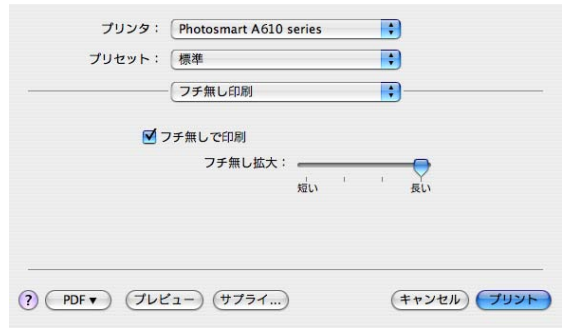 プリンタ： Photosmart A610 series
プリセット： 標準
フチ無し印刷
フチ無しで印刷
フチ無し拡大：
短い 長い
? PDF▼ プレビュー サプライ... キャンセル プリント